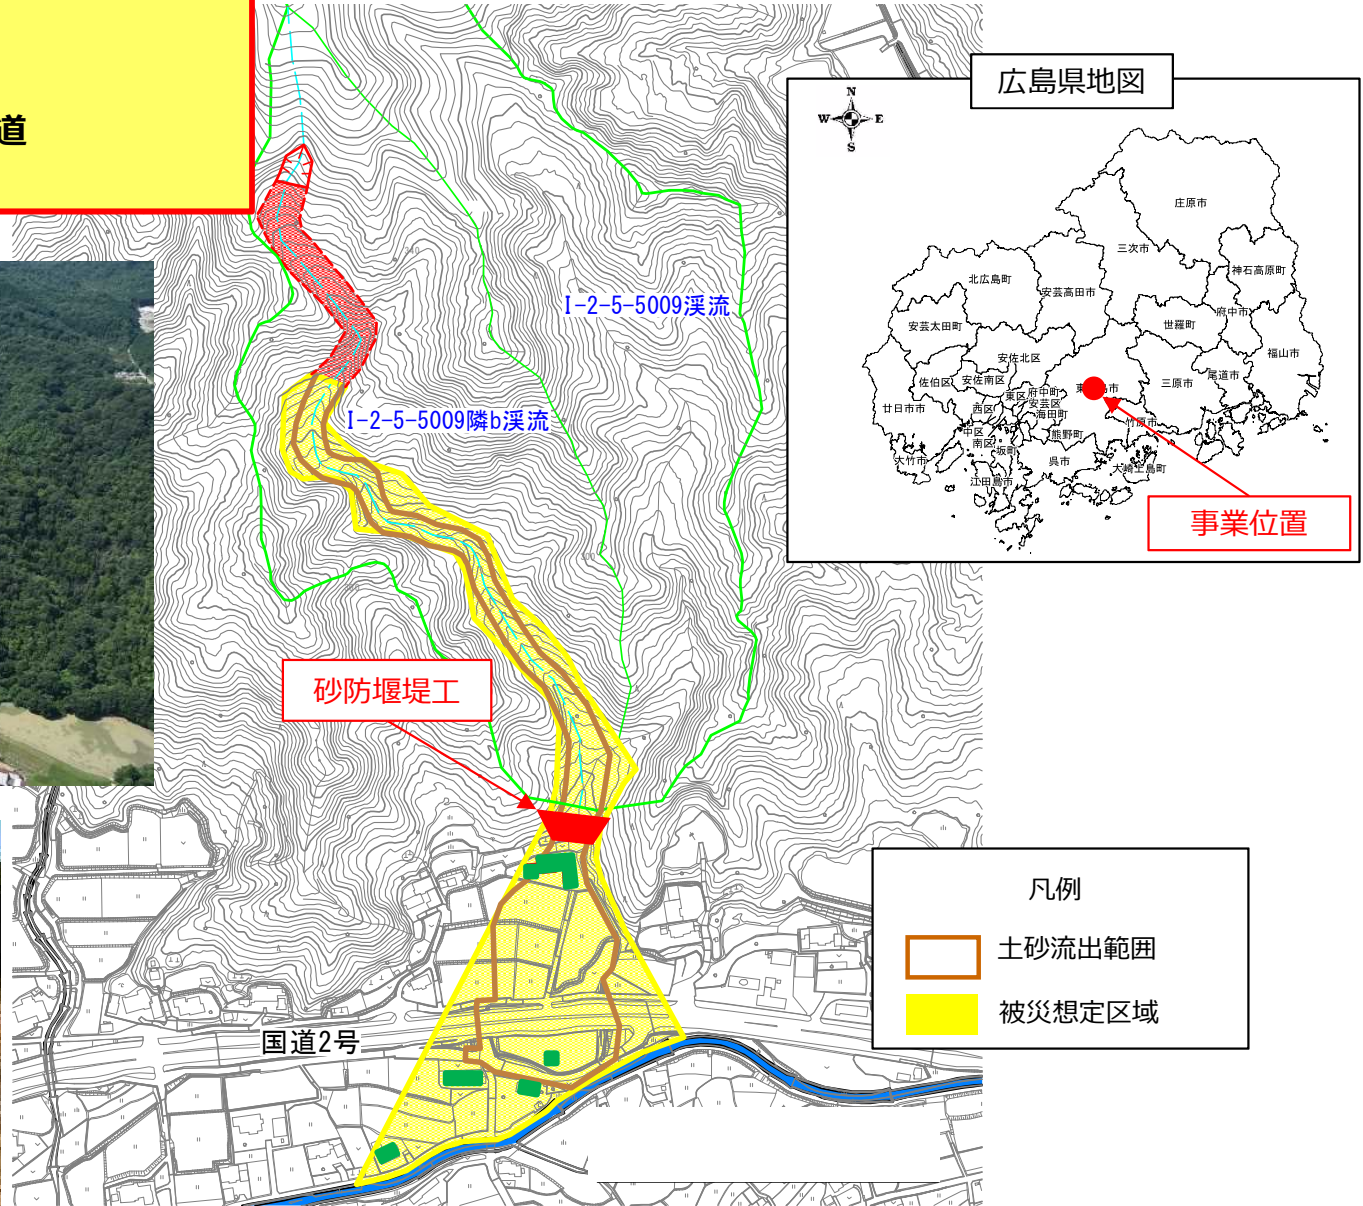 道
広島県地図
N
W E
S
庄原市
三次市
神石高原町
北広島町
安芸高田市
府中市
安芸太田町
世羅町
福山市
安佐北区
佐伯区
安佐南区
三原市
尾道市
東区
府中町
廿日市市
西区
安芸区
海田町
竹原市
中区
熊野町
南区
坂町
呉市
大竹市
大崎上島町
江田島市
事業位置
I-2-5-5009渓流
I-2-5-5009隣b渓流
砂防堰堤工
国道2号
凡例
土砂流出範囲
被災想定区域